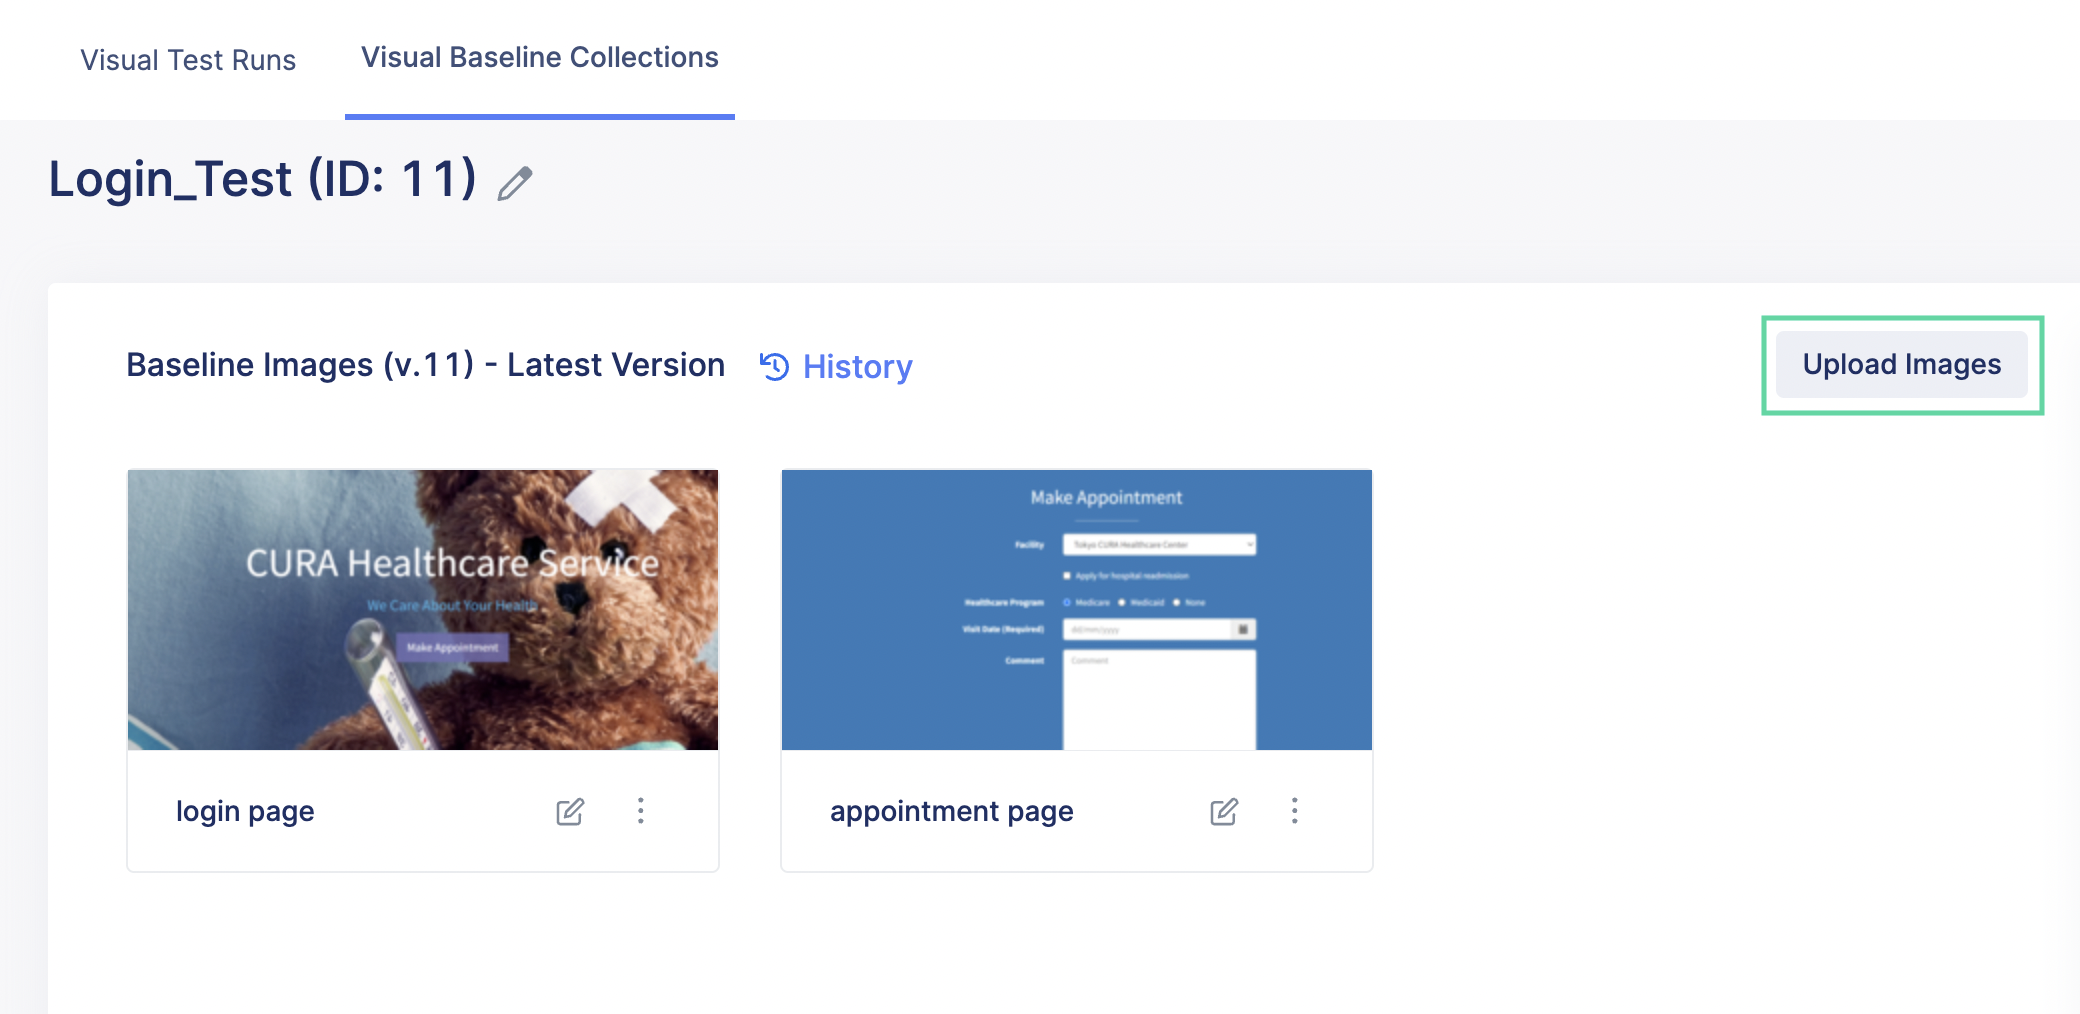 Visual Test Runs
Visual Baseline Collections
Login_Test (ID: 11)
Baseline Images (v.11) - Latest Version
History
Upload Images
CURA Healthcare Service
We Care About Your Health
Make Appointment
login page
Make Appointment
Facility
Tokyo CURA Healthcare Center
Apply for hospital readmission
Healthcare Program
Medicare
Medicaid
None
Visit Date (Required)
dd/mm/yyyy
Comment
Comment
appointment page